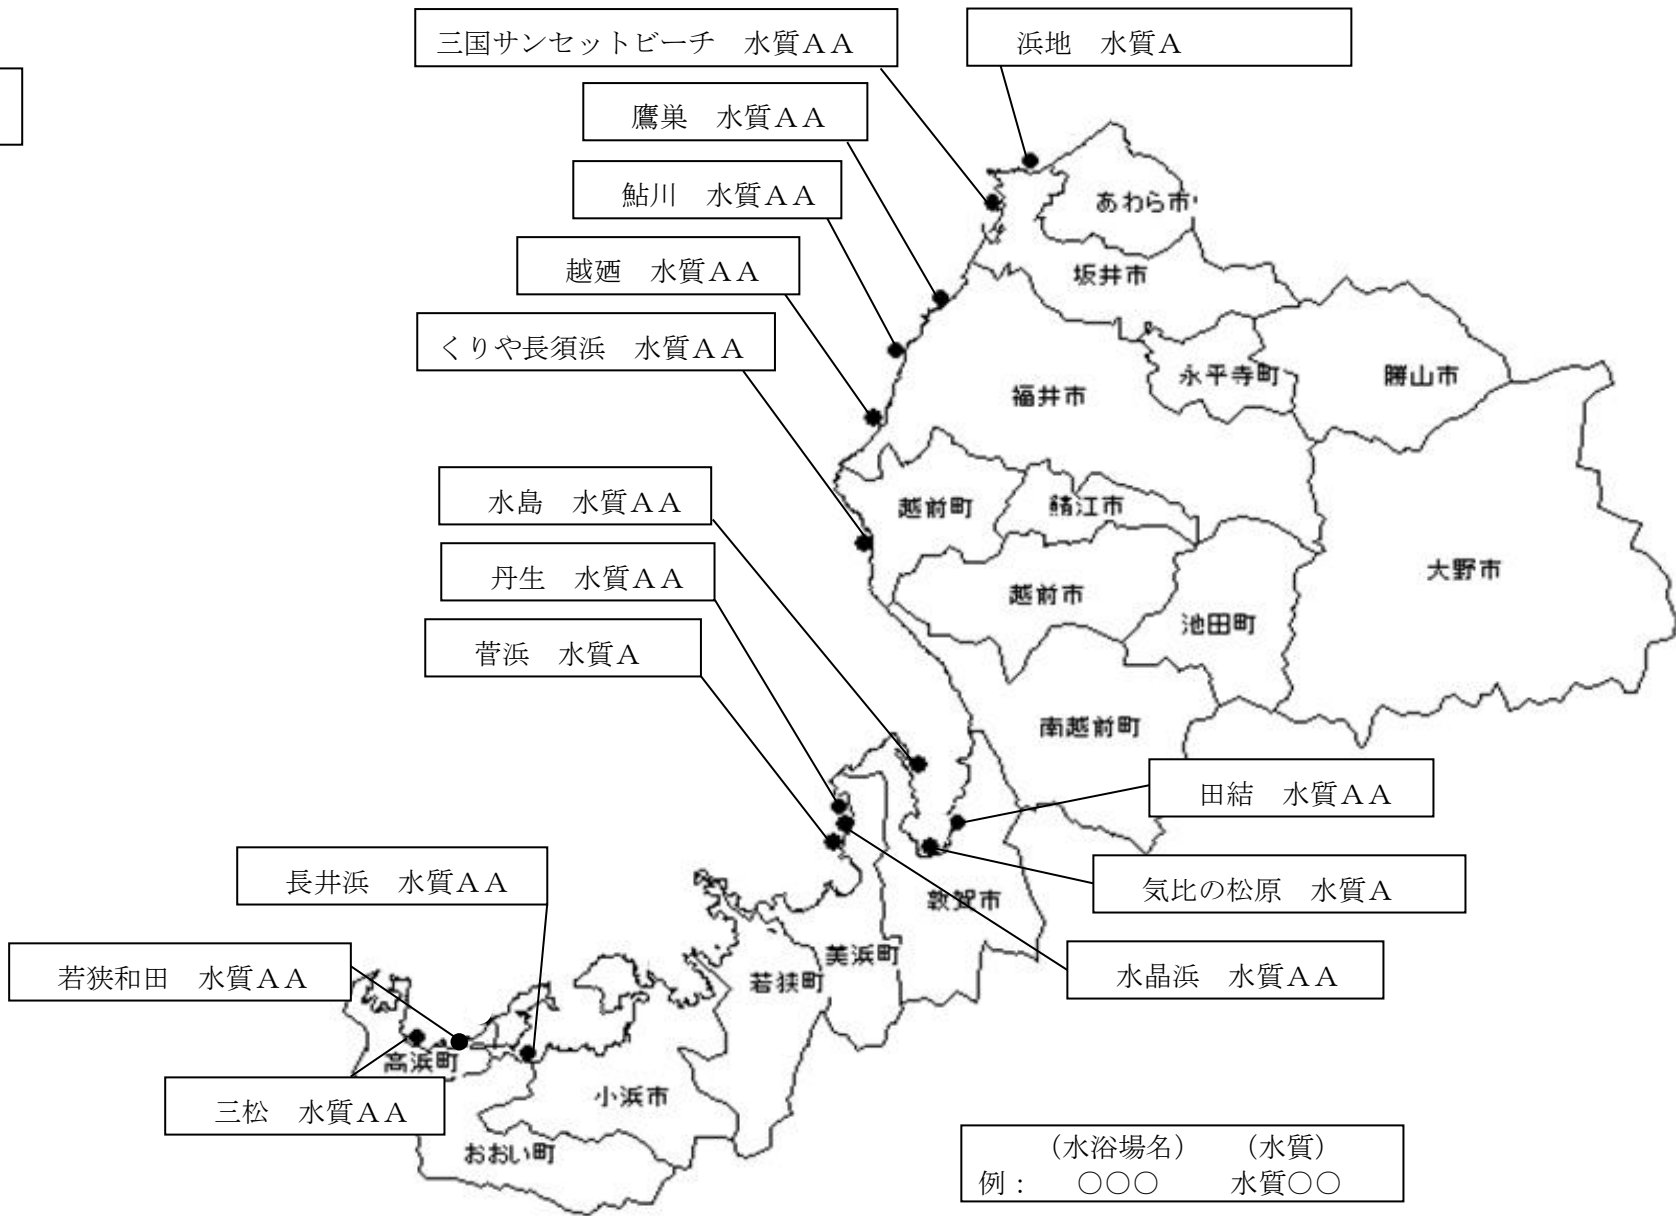 三国サンセットビーチ　水質ＡＡ
浜地　水質Ａ
鷹巣　水質ＡＡ
鮎川　水質ＡＡ
あわら市
越廼　水質ＡＡ
坂井市
くりや長須浜　水質ＡＡ
永平寺町
勝山市
福井市
水島　水質ＡＡ
越前町
鯖江市
丹生　水質ＡＡ
大野市
越前市
池田町
菅浜　水質Ａ
南越前町
田結　水質ＡＡ
長井浜　水質ＡＡ
気比の松原　水質Ａ
敦賀市
美浜町
若狭和田　水質ＡＡ
若狭町
水晶浜　水質ＡＡ
高浜町
小浜市
三松　水質ＡＡ
おおい町
（水浴場名）　（水質）
例：　○○○　水質○○